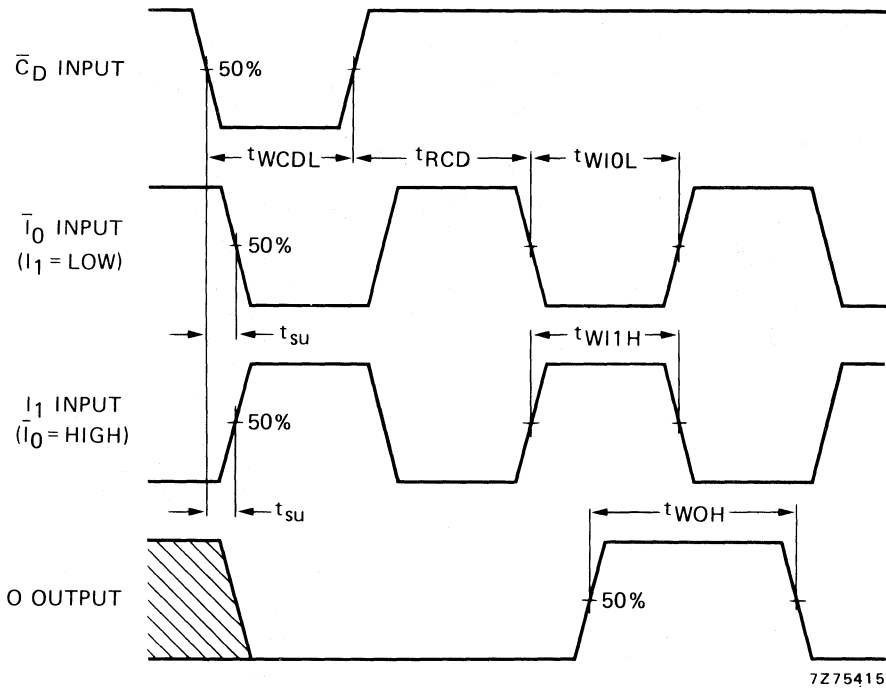 C̄D INPUT
50%
tWCDL
tRCD
tWI0L
Ī0 INPUT
(I1 = LOW)
50%
tsu
tWI1H
I1 INPUT
(Ī0 = HIGH)
50%
tsu
tWOH
O OUTPUT
50%
7Z75415